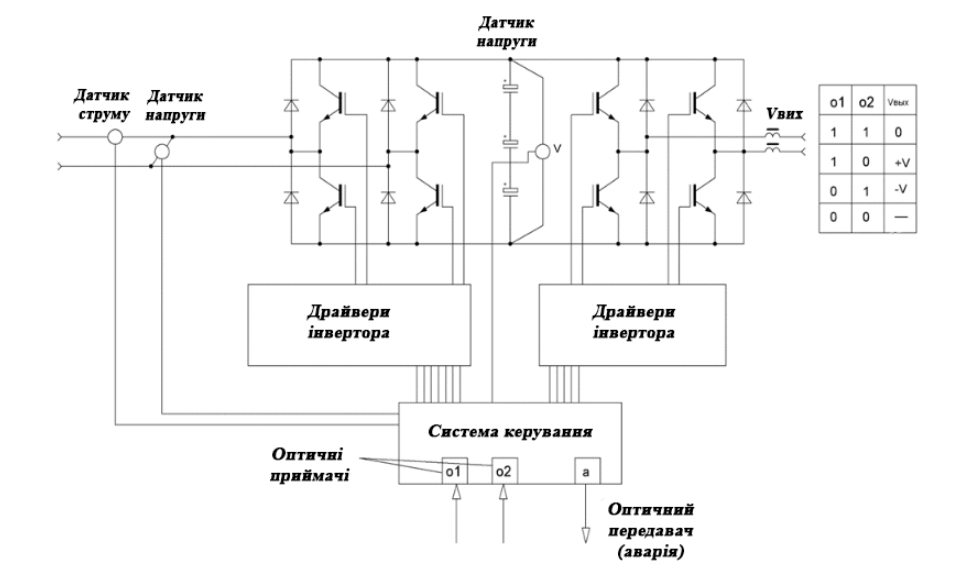 Датчик
напруги
Датчик
струму
Датчик
напруги
V
Vвих
o1 o2 Vвых
1 1 0
1 0 +V
0 1 -V
0 0 —
Драйвери
інвертора
Драйвери
інвертора
Система керування
Оптичні
приймачі
o1
o2
a
Оптичний
передавач
(аварія)